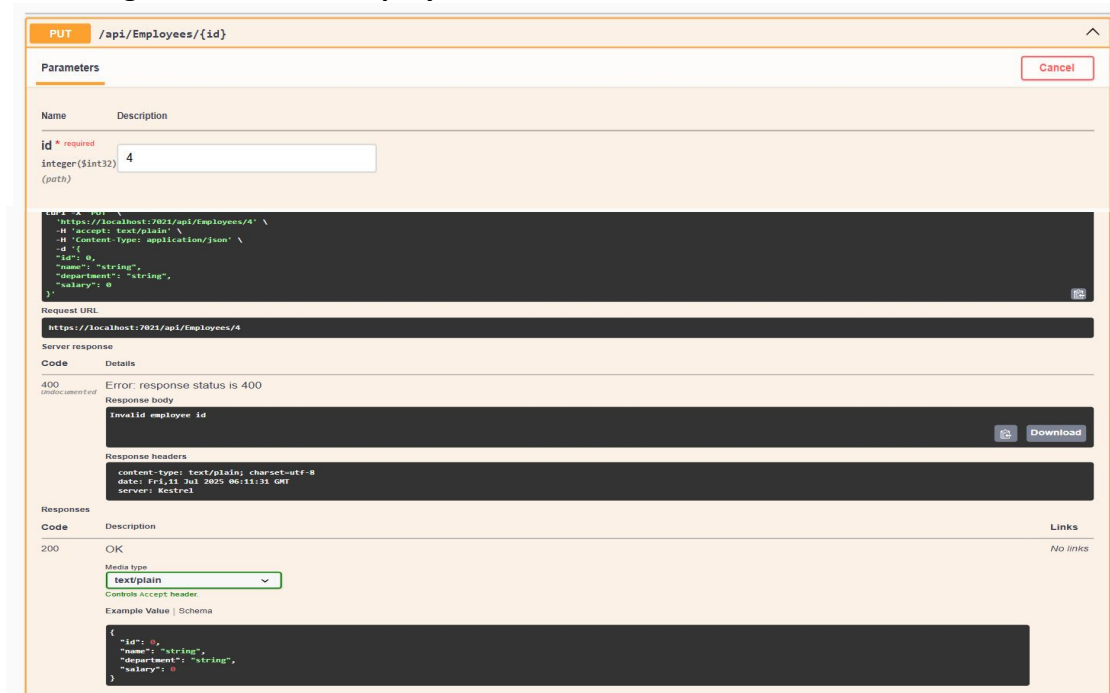 PUT /api/Employees/{id}
Parameters
Cancel
Name Description
id * required
integer($int32)
(path)
4
curl -X 'PUT' \
'https://localhost:7021/api/Employees/4' \
-H 'accept: text/plain' \
-H 'Content-Type: application/json' \
-d '{
"id": 0,
"name": "string",
"department": "string",
"salary": 0
}'
Request URL
https://localhost:7021/api/Employees/4
Server response
Code Details
400
Undocumented
Error: response status is 400
Response body
Invalid employee id
Download
Response headers
content-type: text/plain; charset=utf-8
date: Fri,11 Jul 2025 06:11:31 GMT
server: Kestrel
Responses
Code Description Links
200 OK No links
Media type
text/plain
Controls Accept header.
Example Value | Schema
{
"id": 0,
"name": "string",
"department": "string",
"salary": 0
}